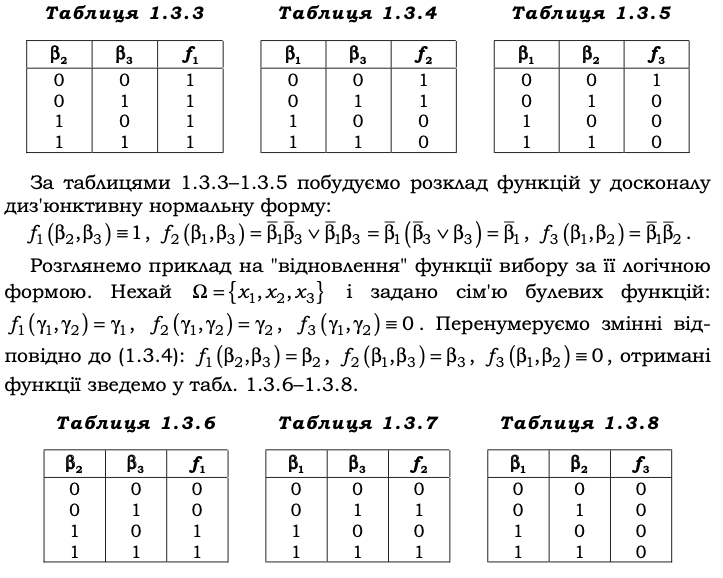 Таблиця 1.3.3 Таблиця 1.3.4 Таблиця 1.3.5
β₂ β₃ f₁ β₁ β₃ f₂ β₁ β₂ f₃
0 0 1 0 0 1 0 0 1
0 1 1 0 1 1 0 1 0
1 0 1 1 0 0 1 0 0
1 1 1 1 1 0 1 1 0
За таблицями 1.3.3–1.3.5 побудуємо розклад функцій у досконалу
диз'юнктивну нормальну форму:
f₁(β₂,β₃) ≡ 1, f₂(β₁,β₃) = β̅₁β̅₃ ∨ β̅₁β₃ = β̅₁(β̅₃ ∨ β₃) = β̅₁, f₃(β₁,β₂) = β̅₁β̅₂.
Розглянемо приклад на "відновлення" функції вибору за її логічною
формою. Нехай Ω = {x₁,x₂,x₃} і задано сім'ю булевих функцій:
f₁(γ₁,γ₂) = γ₁, f₂(γ₁,γ₂) = γ₂, f₃(γ₁,γ₂) ≡ 0. Перенумеруємо змінні від-
повідно до (1.3.4): f₁(β₂,β₃) = β₂, f₂(β₁,β₃) = β₃, f₃(β₁,β₂) ≡ 0, отримані
функції зведемо у табл. 1.3.6–1.3.8.
Таблиця 1.3.6 Таблиця 1.3.7 Таблиця 1.3.8
β₂ β₃ f₁ β₁ β₃ f₂ β₁ β₂ f₃
0 0 0 0 0 0 0 0 0
0 1 0 0 1 1 0 1 0
1 0 1 1 0 0 1 0 0
1 1 1 1 1 1 1 1 0